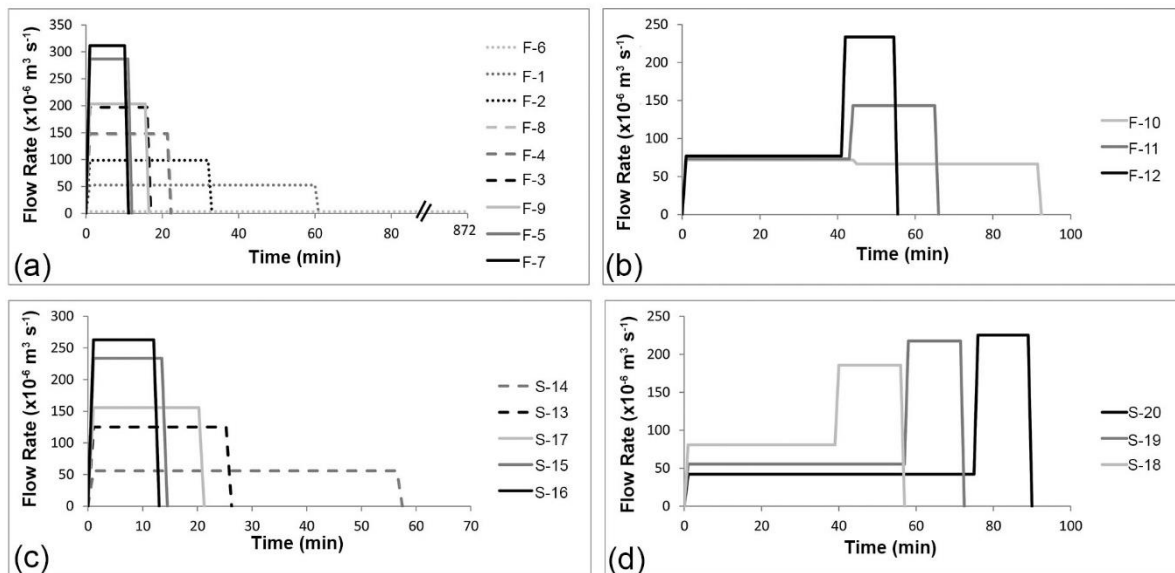 350
300
250
200
150
100
50
0
Flow Rate (x10⁻⁶ m³ s⁻¹)
0
20
40
60
80
872
Time (min)
(a)
F-6
F-1
F-2
F-8
F-4
F-3
F-9
F-5
F-7
250
200
150
100
50
0
Flow Rate (x10⁻⁶ m³ s⁻¹)
0
20
40
60
80
100
Time (min)
(b)
F-10
F-11
F-12
300
250
200
150
100
50
0
Flow Rate (x10⁻⁶ m³ s⁻¹)
0
10
20
30
40
50
60
70
Time (min)
(c)
S-14
S-13
S-17
S-15
S-16
250
200
150
100
50
0
Flow Rate (x10⁻⁶ m³ s⁻¹)
0
20
40
60
80
100
Time (min)
(d)
S-20
S-19
S-18